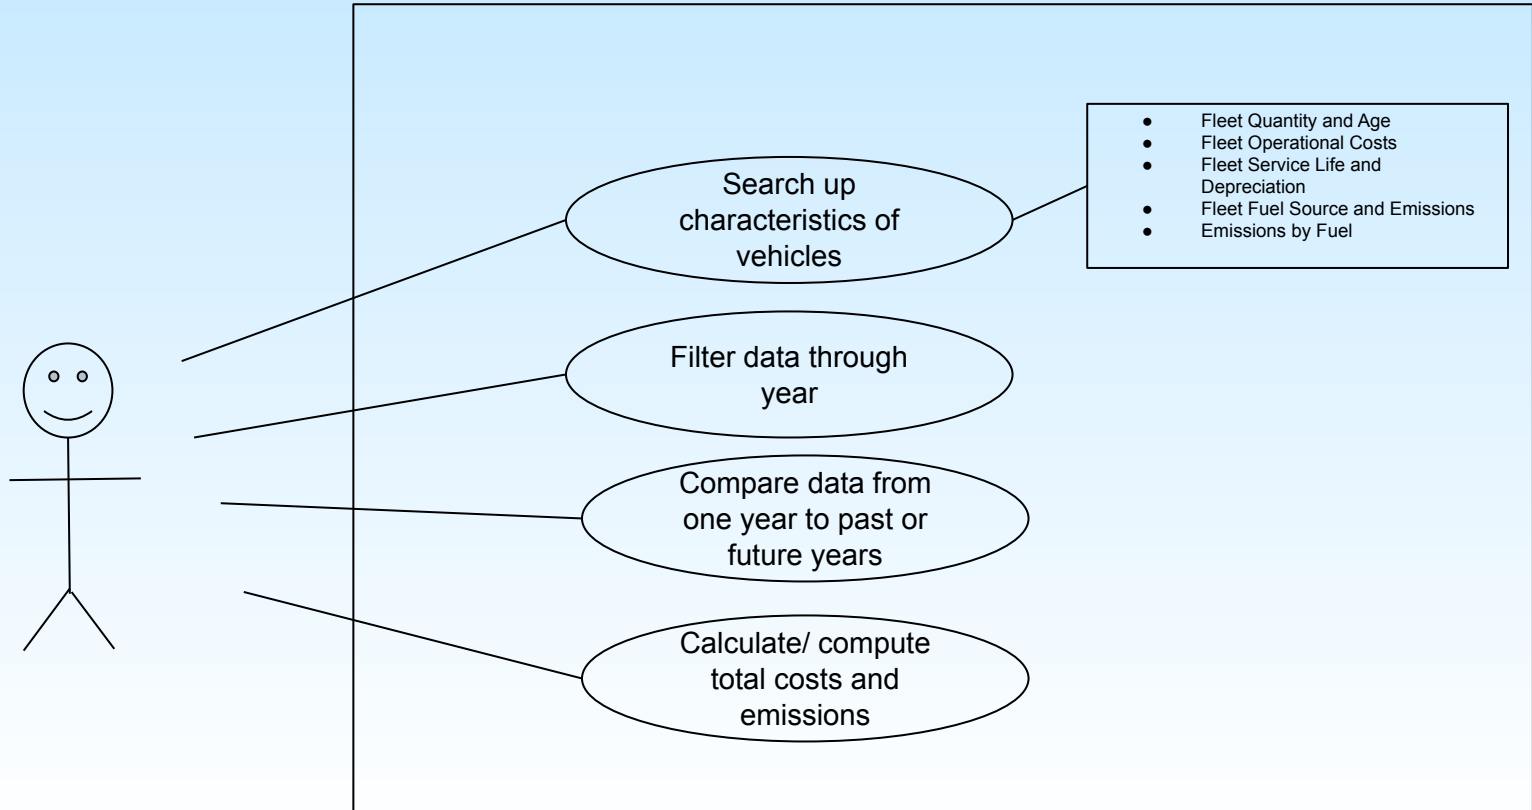 Search up
characteristics of
vehicles
● Fleet Quantity and Age
● Fleet Operational Costs
● Fleet Service Life and
Depreciation
● Fleet Fuel Source and Emissions
● Emissions by Fuel
Filter data through
year
Compare data from
one year to past or
future years
Calculate/ compute
total costs and
emissions